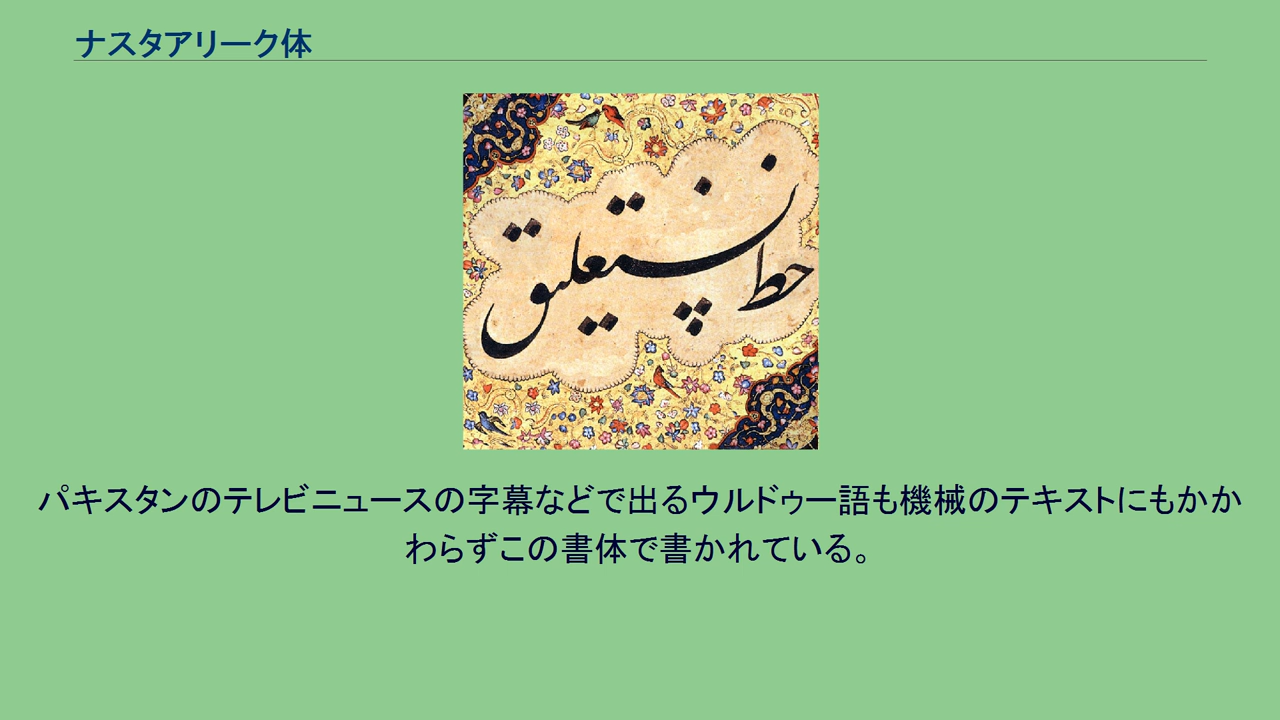 ナスタアリーク体
خط نستعلیق
パキスタンのテレビニュースの字幕などで出るウルドゥー語も機械のテキストにもかか
わらずこの書体で書かれている。